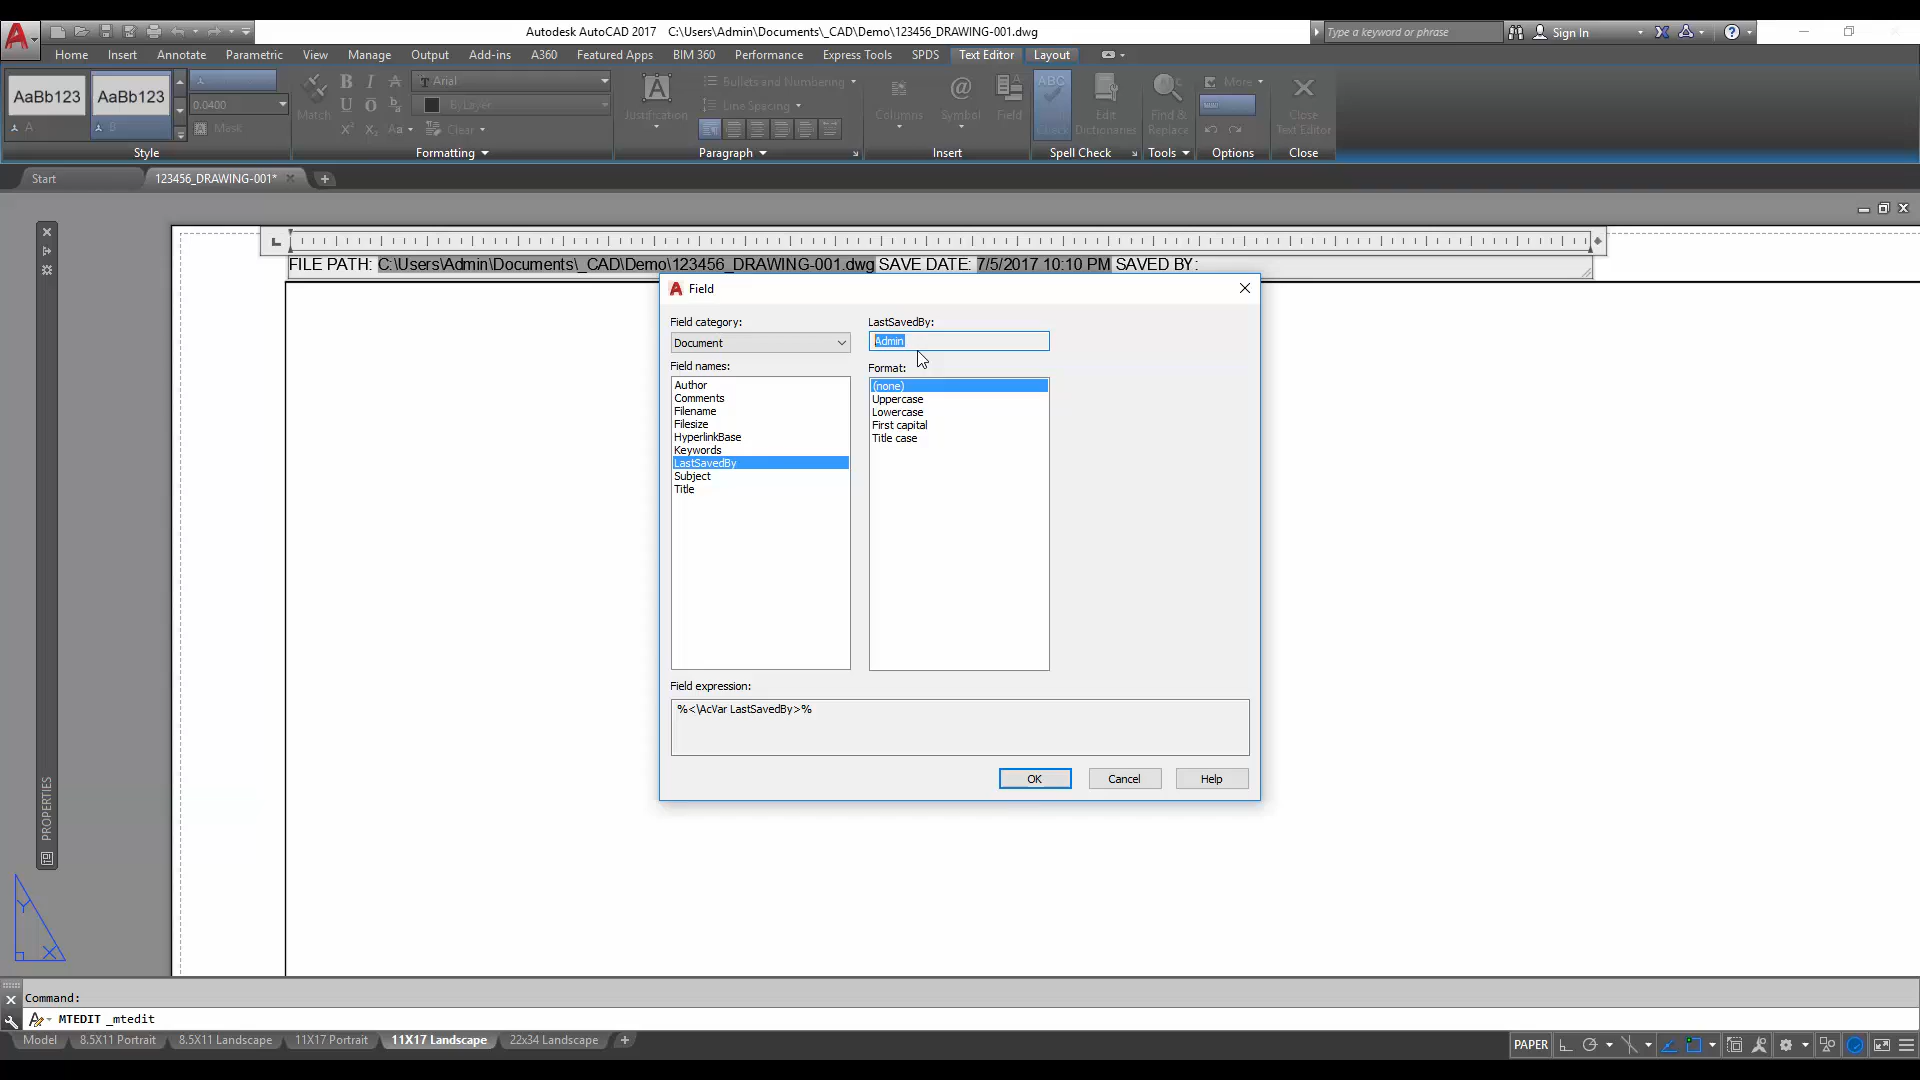 Autodesk AutoCAD 2017 C:\Users\Admin\Documents\_CAD\Demo\123456_DRAWING-001.dwg
Type a keyword or phrase
Sign In
Home Insert Annotate Parametric View Manage Output Add-ins A360 Featured Apps BIM 360 Performance Express Tools SPDS Text Editor Layout
AaBb123 AaBb123
A B
0.0400
Mask
Match
B I A
U O
Arial
ByLayer
Aa Clear
Justification
Bullets and Numbering
Line Spacing
Columns
Symbol
Field
ABC
Edit Dictionaries
Find & Replace
More
Close Text Editor
Style Formatting Paragraph Insert Spell Check Tools Options Close
Start 123456_DRAWING-001*
FILE PATH: C:\Users\Admin\Documents\_CAD\Demo\123456_DRAWING-001.dwg SAVE DATE: 7/5/2017 10:10 PM SAVED BY:
Field
Field category:
Document
Field names:
Author
Comments
Filename
Filesize
HyperlinkBase
Keywords
LastSavedBy
Subject
Title
LastSavedBy:
Admin
Format:
(none)
Uppercase
Lowercase
First capital
Title case
Field expression:
%<\AcVar LastSavedBy>%
OK Cancel Help
PROPERTIES
Y
X
Command:
MTEDIT _mtedit
Model 8.5X11 Portrait 8.5X11 Landscape 11X17 Portrait 11X17 Landscape 22x34 Landscape
PAPER